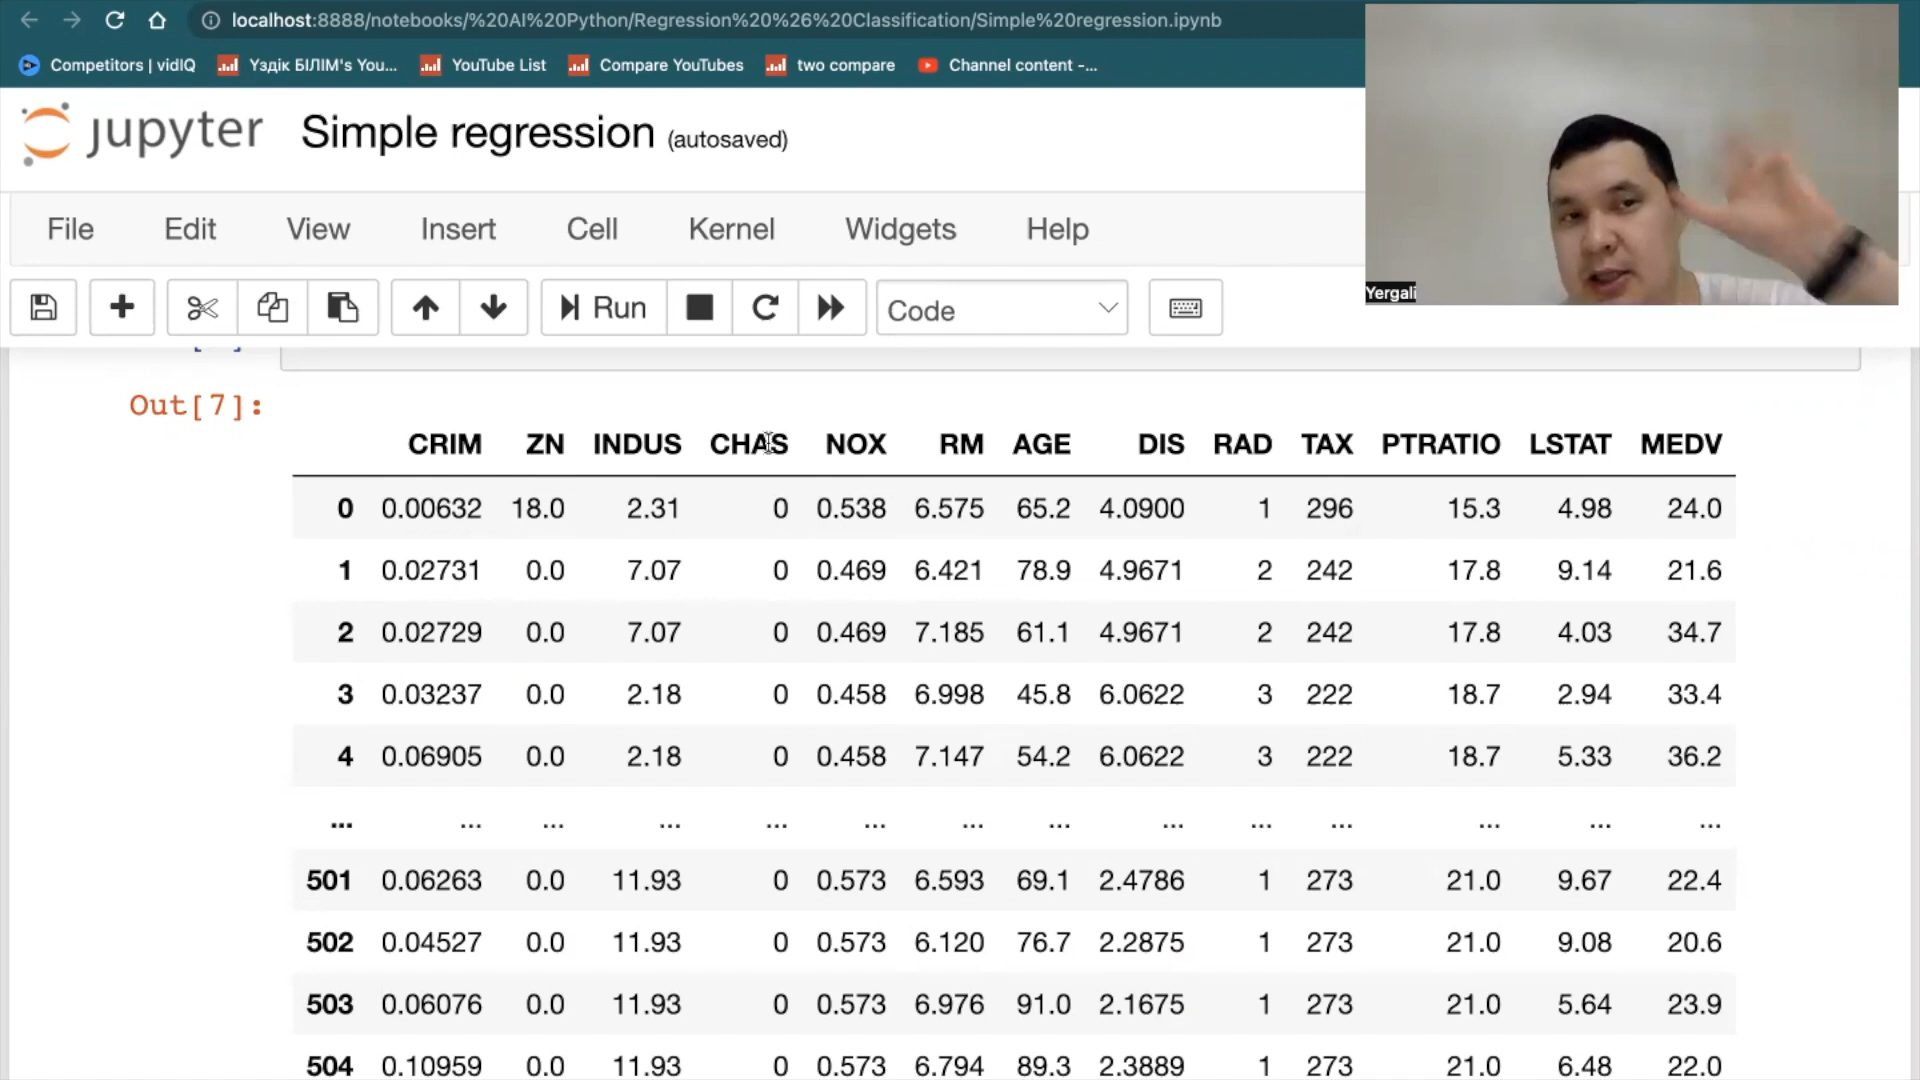 localhost:8888/notebooks/%20AI%20Python/Regression%20%26%20Classification/Simple%20regression.ipynb
Competitors | vidIQ Үздік БІЛІМ's You... YouTube List Compare YouTubes two compare Channel content -...
jupyter Simple regression (autosaved)
File Edit View Insert Cell Kernel Widgets Help
Yergali
Run Code
Out[7]:
CRIM ZN INDUS CHAS NOX RM AGE DIS RAD TAX PTRATIO LSTAT MEDV
0 0.00632 18.0 2.31 0 0.538 6.575 65.2 4.0900 1 296 15.3 4.98 24.0
1 0.02731 0.0 7.07 0 0.469 6.421 78.9 4.9671 2 242 17.8 9.14 21.6
2 0.02729 0.0 7.07 0 0.469 7.185 61.1 4.9671 2 242 17.8 4.03 34.7
3 0.03237 0.0 2.18 0 0.458 6.998 45.8 6.0622 3 222 18.7 2.94 33.4
4 0.06905 0.0 2.18 0 0.458 7.147 54.2 6.0622 3 222 18.7 5.33 36.2
... ... ... ... ... ... ... ... ... ... ... ... ... ...
501 0.06263 0.0 11.93 0 0.573 6.593 69.1 2.4786 1 273 21.0 9.67 22.4
502 0.04527 0.0 11.93 0 0.573 6.120 76.7 2.2875 1 273 21.0 9.08 20.6
503 0.06076 0.0 11.93 0 0.573 6.976 91.0 2.1675 1 273 21.0 5.64 23.9
504 0.10959 0.0 11.93 0 0.573 6.794 89.3 2.3889 1 273 21.0 6.48 22.0